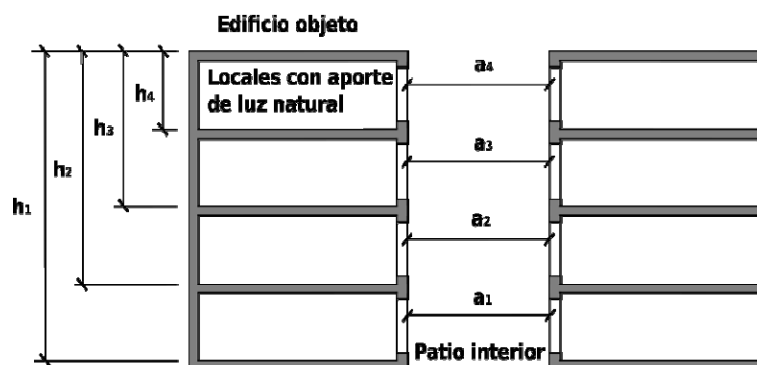 Edificio objeto
Locales con aporte
de luz natural
a4
h4
h3
a3
h2
h1
a2
a1
Patio interior